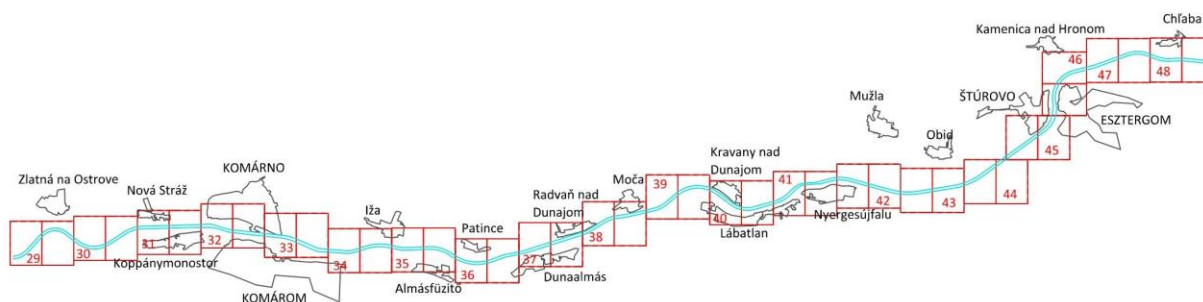 Chľaba
Kamenica nad Hronom
46
47
48
ŠTÚROVO
Mužla
ESZTERGOM
Obid
45
Kravany nad
Dunajom
KOMÁRNO
Moča
39
41
Zlatná na Ostrove
Nová Stráž
Radvaň nad
Dunajom
Iža
42
43
44
40
Nyergesújfalu
Lábatlan
Patince
38
29
30
31
32
33
34
35
36
37
Koppánymonostor
Dunaalmás
Almásfüzitő
KOMÁROM